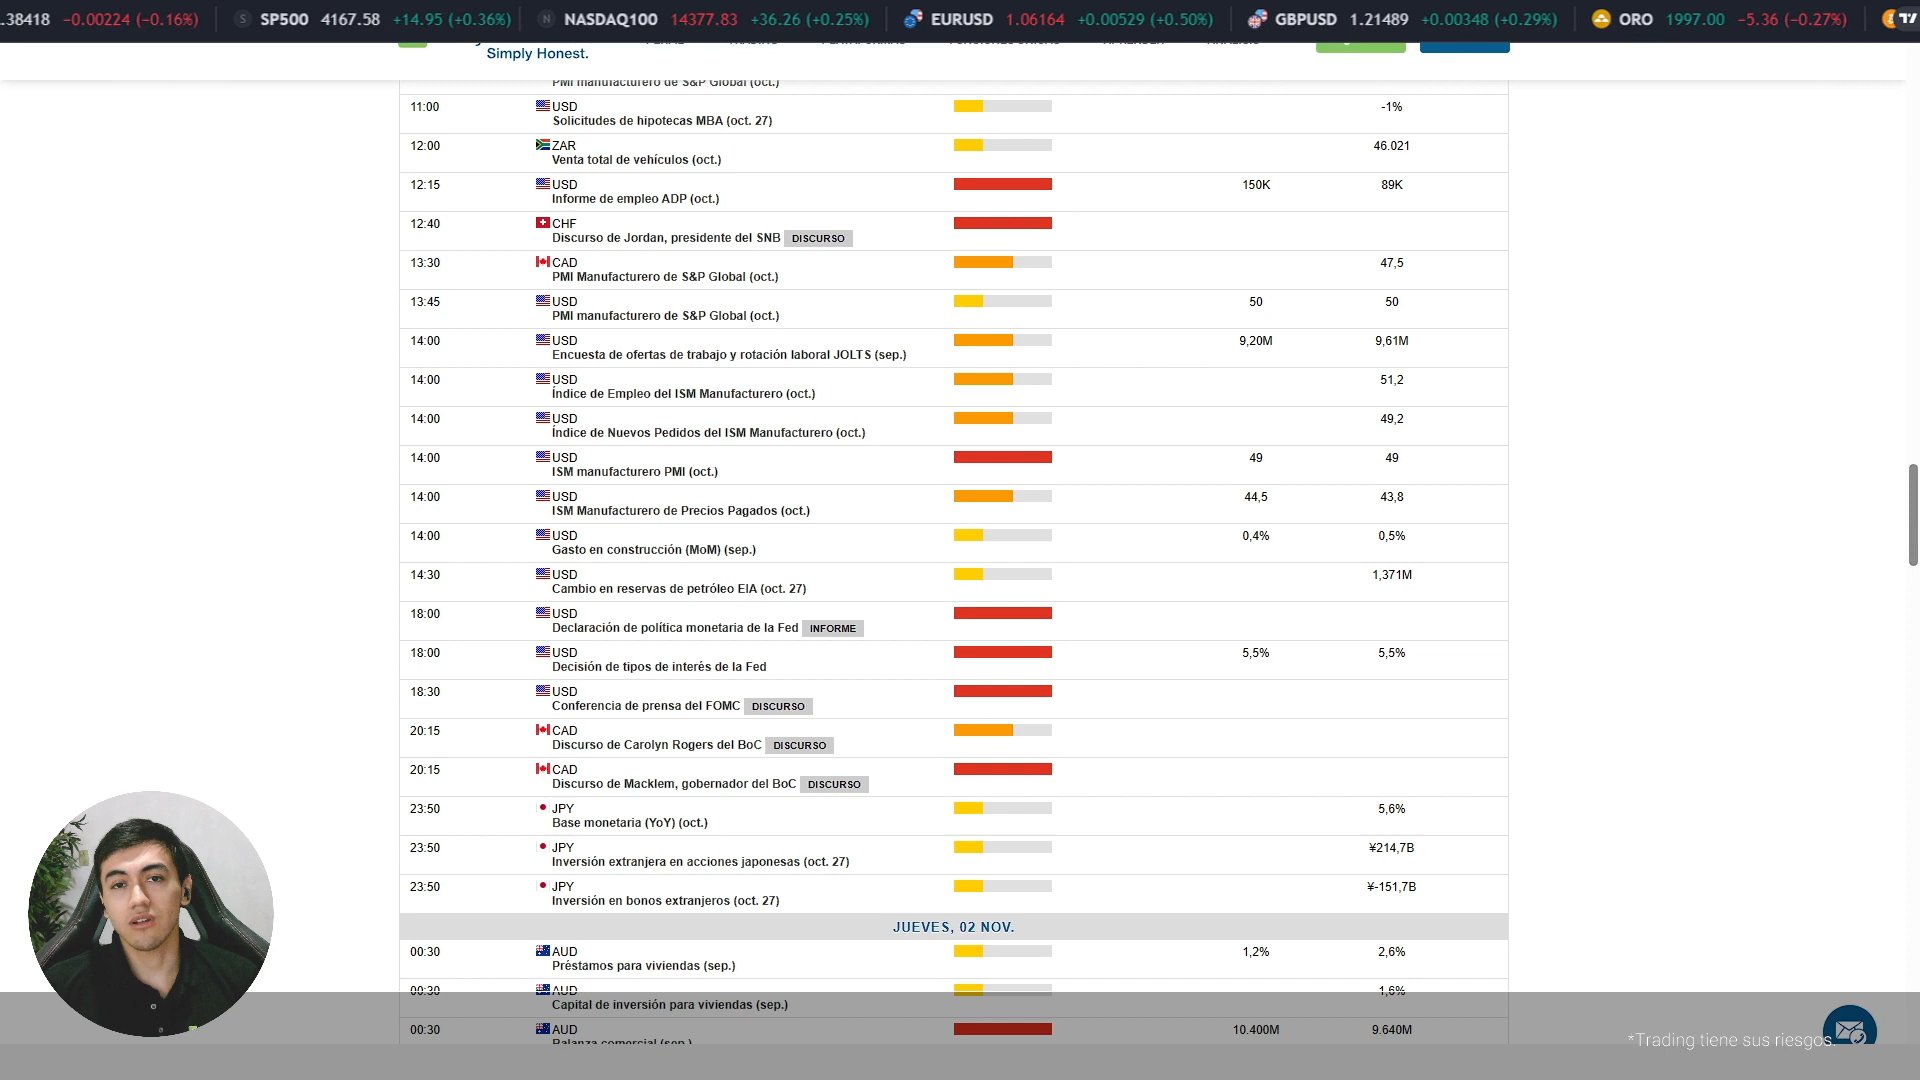 .38418 −0.00224 (−0.16%) S SP500 4167.58 +14.95 (+0.36%) N NASDAQ100 14377.83 +36.26 (+0.25%) EURUSD 1.06164 +0.00529 (+0.50%) GBPUSD 1.21489 +0.00348 (+0.29%) ORO 1997.00 −5.36 (−0.27%)
Simply Honest.
PMI manufacturero de S&P Global (oct.)
11:00 USD -1%
Solicitudes de hipotecas MBA (oct. 27)
12:00 ZAR 46.021
Venta total de vehículos (oct.)
12:15 USD 150K 89K
Informe de empleo ADP (oct.)
12:40 CHF
Discurso de Jordan, presidente del SNB DISCURSO
13:30 CAD 47,5
PMI Manufacturero de S&P Global (oct.)
13:45 USD 50 50
PMI manufacturero de S&P Global (oct.)
14:00 USD 9,20M 9,61M
Encuesta de ofertas de trabajo y rotación laboral JOLTS (sep.)
14:00 USD 51,2
Índice de Empleo del ISM Manufacturero (oct.)
14:00 USD 49,2
Índice de Nuevos Pedidos del ISM Manufacturero (oct.)
14:00 USD 49 49
ISM manufacturero PMI (oct.)
14:00 USD 44,5 43,8
ISM Manufacturero de Precios Pagados (oct.)
14:00 USD 0,4% 0,5%
Gasto en construcción (MoM) (sep.)
14:30 USD 1,371M
Cambio en reservas de petróleo EIA (oct. 27)
18:00 USD
Declaración de política monetaria de la Fed INFORME
18:00 USD 5,5% 5,5%
Decisión de tipos de interés de la Fed
18:30 USD
Conferencia de prensa del FOMC DISCURSO
20:15 CAD
Discurso de Carolyn Rogers del BoC DISCURSO
20:15 CAD
Discurso de Macklem, gobernador del BoC DISCURSO
23:50 JPY 5,6%
Base monetaria (YoY) (oct.)
23:50 JPY ¥214,7B
Inversión extranjera en acciones japonesas (oct. 27)
23:50 JPY ¥-151,7B
Inversión en bonos extranjeros (oct. 27)
JUEVES, 02 NOV.
00:30 AUD 1,2% 2,6%
Préstamos para viviendas (sep.)
00:30 AUD 1,6%
Capital de inversión para viviendas (sep.)
00:30 AUD 10.400M 9.640M
Balanza comercial (sep.)
*Trading tiene sus riesgos.